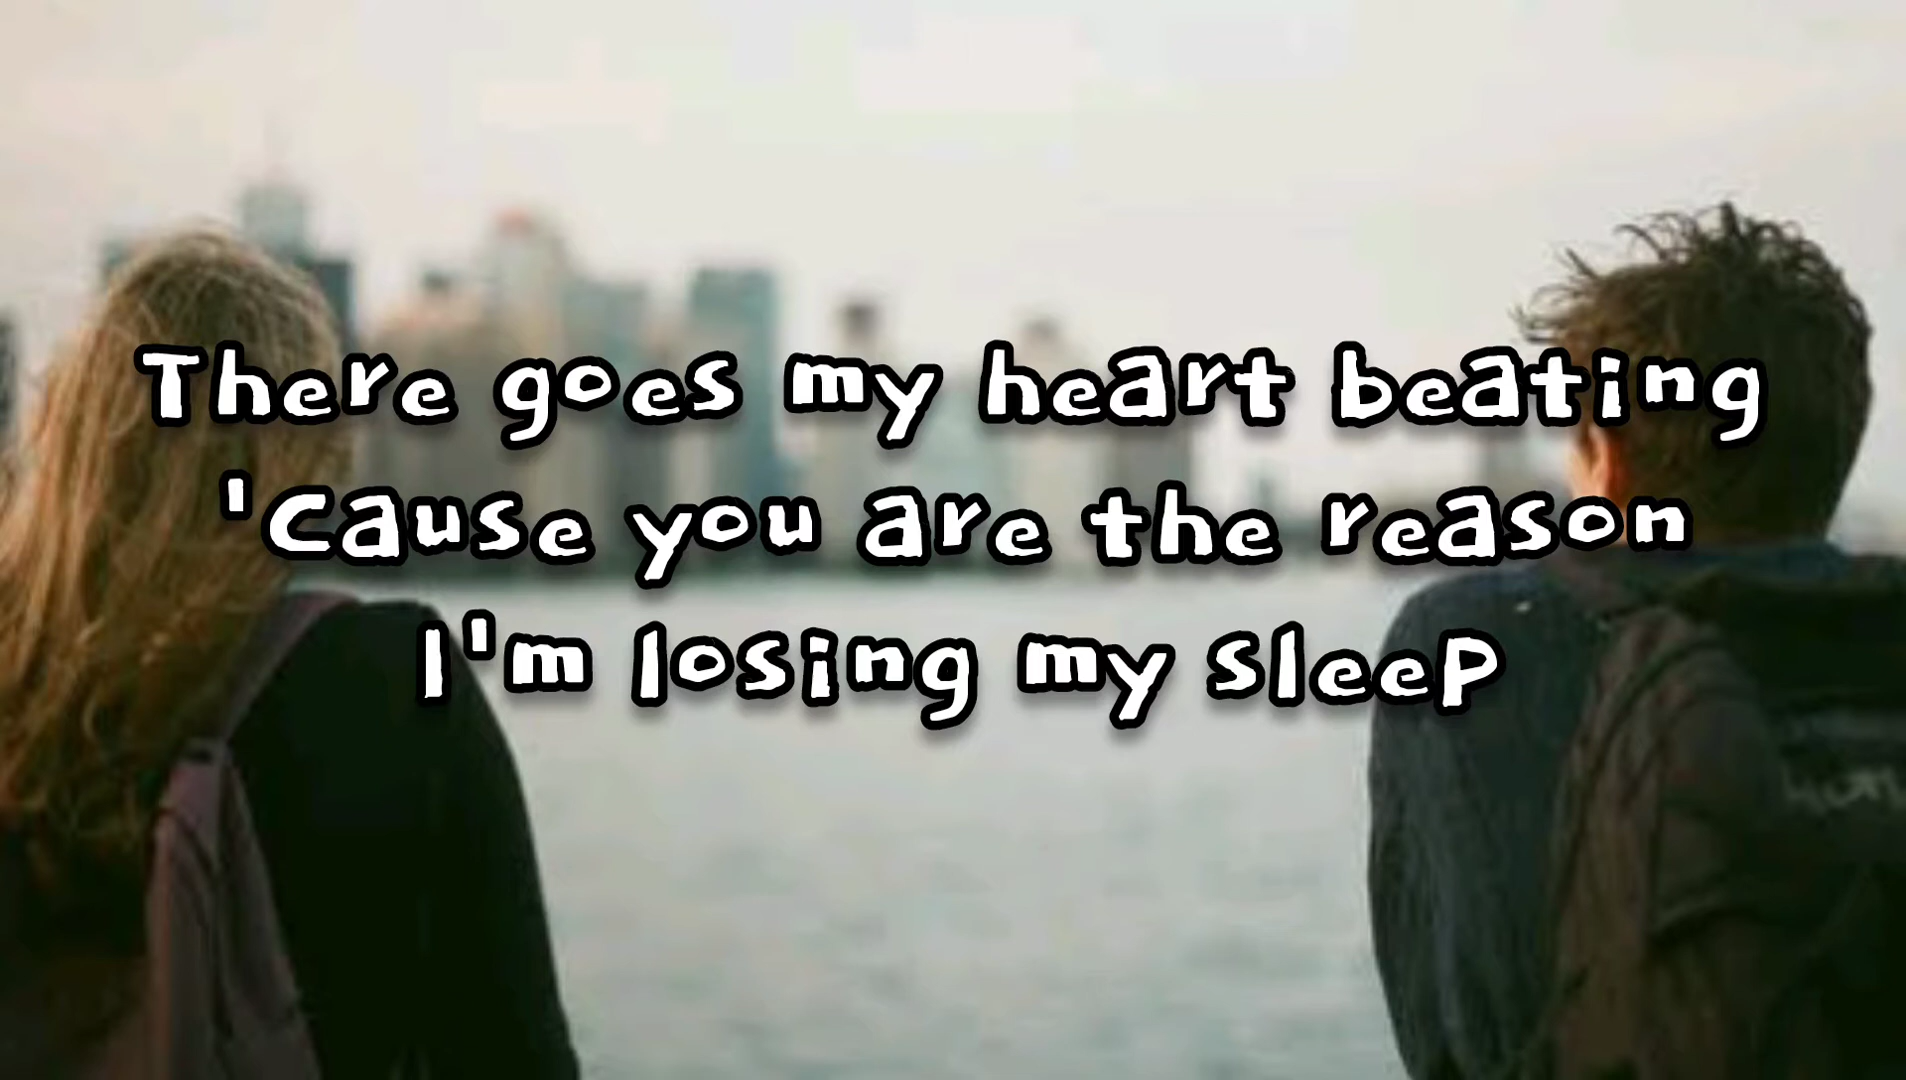 There goes my heart beating
'Cause you are the reason
I'm losing my sleep